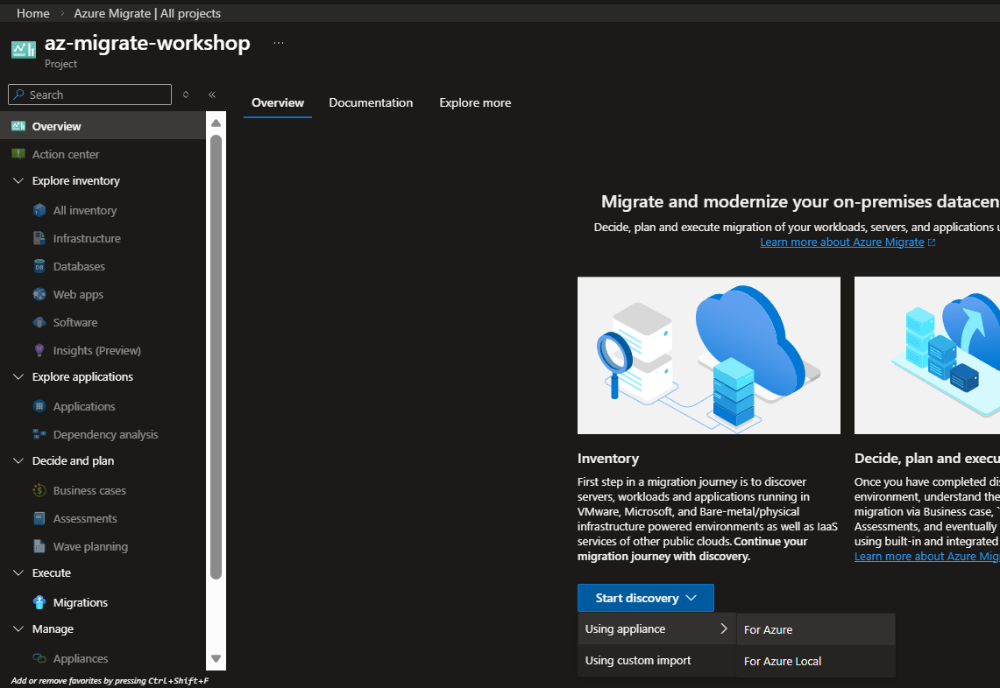 Home > Azure Migrate | All projects
az-migrate-workshop ...
Project
Search
Overview
Action center
Explore inventory
All inventory
Infrastructure
Databases
Web apps
Software
Insights (Preview)
Explore applications
Applications
Dependency analysis
Decide and plan
Business cases
Assessments
Wave planning
Execute
Migrations
Manage
Appliances
Add or remove favorites by pressing Ctrl+Shift+F
Overview Documentation Explore more
Migrate and modernize your on-premises datacen
Decide, plan and execute migration of your workloads, servers, and applications u
Learn more about Azure Migrate
Inventory
First step in a migration journey is to discover
servers, workloads and applications running in
VMware, Microsoft, and Bare-metal/physical
infrastructure powered environments as well as IaaS
services of other public clouds. Continue your
migration journey with discovery.
Start discovery
Using appliance
Using custom import
For Azure
For Azure Local
Decide, plan and execu
Once you have completed dis
environment, understand the
migration via Business case, `
Assessments, and eventually
using built-in and integrated
Learn more about Azure Mig